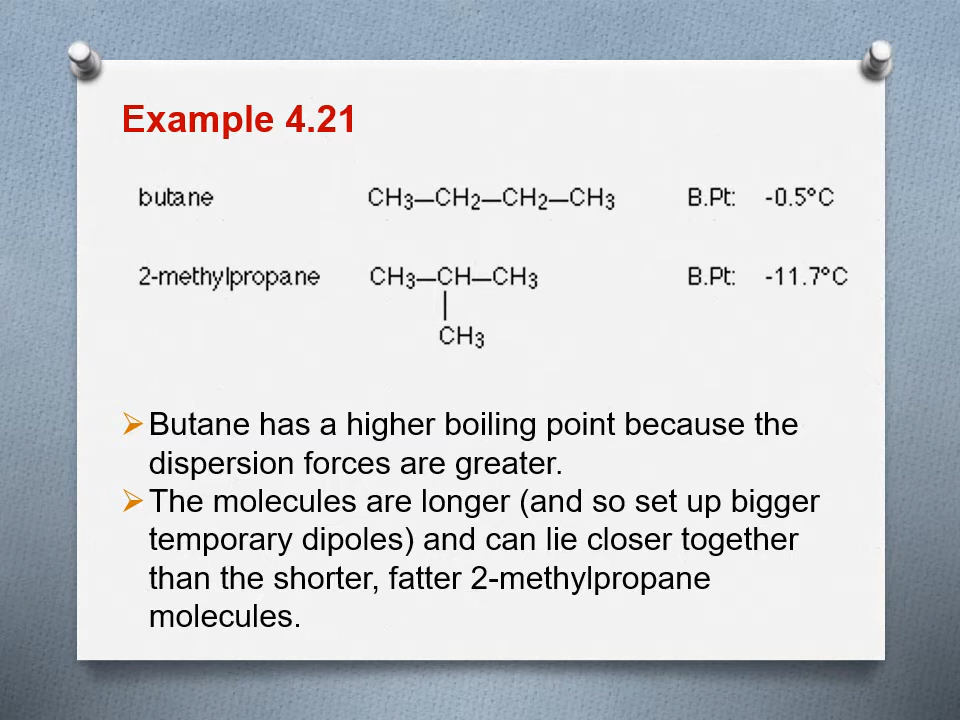 Example 4.21
butane CH3—CH2—CH2—CH3 B.Pt: -0.5°C
2-methylpropane CH3—CH—CH3 B.Pt: -11.7°C
|
CH3
➢Butane has a higher boiling point because the
dispersion forces are greater.
➢The molecules are longer (and so set up bigger
temporary dipoles) and can lie closer together
than the shorter, fatter 2-methylpropane
molecules.